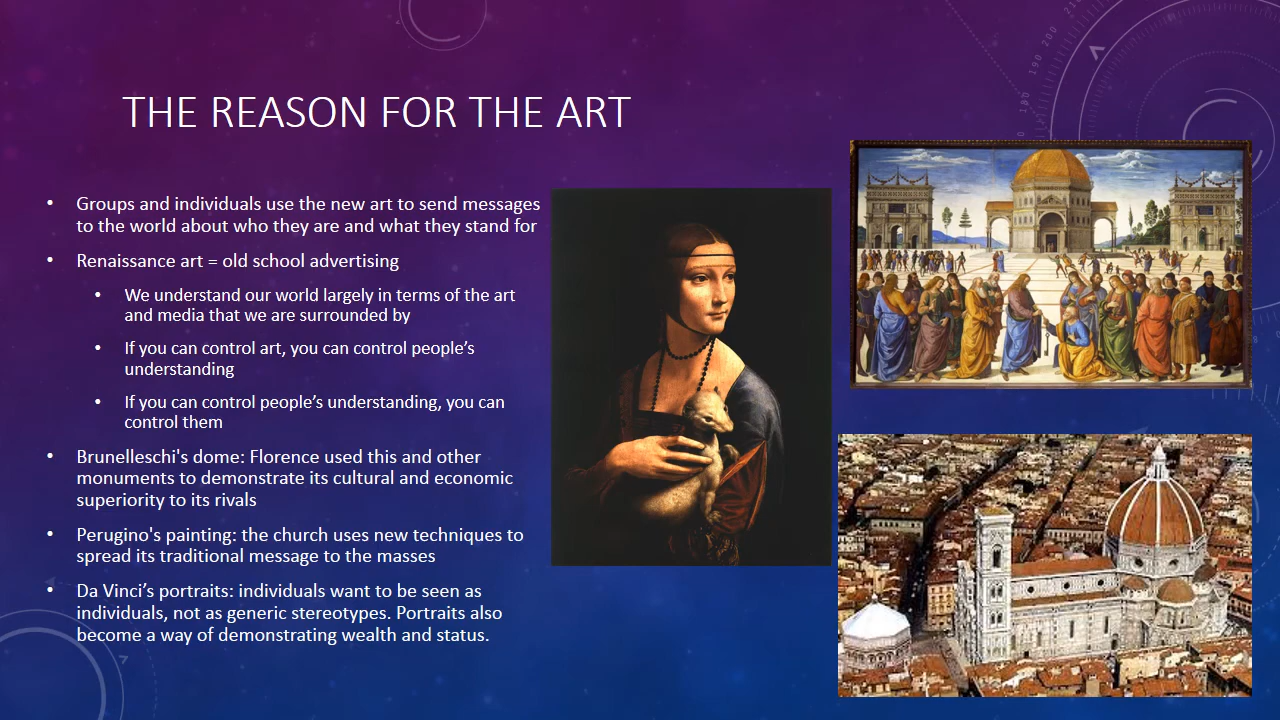 THE REASON FOR THE ART
• Groups and individuals use the new art to send messages
to the world about who they are and what they stand for
• Renaissance art = old school advertising
• We understand our world largely in terms of the art
and media that we are surrounded by
• If you can control art, you can control people’s
understanding
• If you can control people’s understanding, you can
control them
• Brunelleschi's dome: Florence used this and other
monuments to demonstrate its cultural and economic
superiority to its rivals
• Perugino's painting: the church uses new techniques to
spread its traditional message to the masses
• Da Vinci’s portraits: individuals want to be seen as
individuals, not as generic stereotypes. Portraits also
become a way of demonstrating wealth and status.
190
200